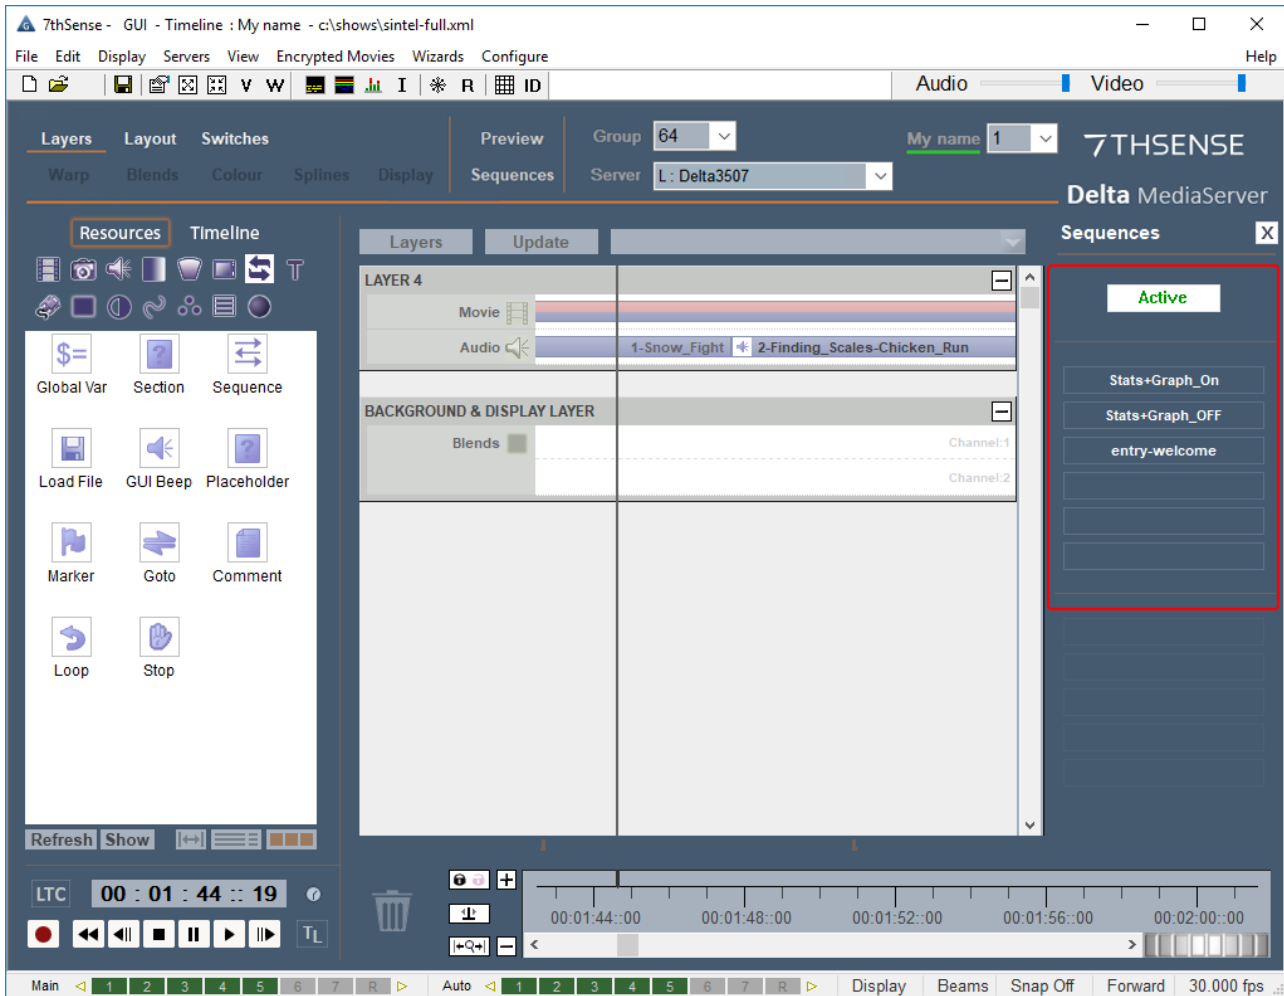 7thSense - GUI - Timeline : My name - c:\shows\sintel-full.xml
File Edit Display Servers View Encrypted Movies Wizards Configure Help
V W I R ID Audio Video
Layers Layout Switches Preview Group 64 My name 1 7THSENSE
Warp Blends Colour Splines Display Sequences Server L : Delta3507
Delta MediaServer
Resources Timeline Sequences X
Layers Update
T
LAYER 4
Active
Movie
Audio 1-Snow_Fight 2-Finding_Scales-Chicken_Run
$= ?
Global Var Section Sequence
Stats+Graph_On
BACKGROUND & DISPLAY LAYER
Stats+Graph_OFF
Blends Channel:1
entry-welcome
?
Load File GUI Beep Placeholder
Channel:2
Marker Goto Comment
Loop Stop
Refresh Show
LTC 00 : 01 : 44 :: 19
00:01:44::00 00:01:48::00 00:01:52::00 00:01:56::00 00:02:00::00
TL
Main 1 2 3 4 5 6 7 R Auto 1 2 3 4 5 6 7 R Display Beams Snap Off Forward 30.000 fps